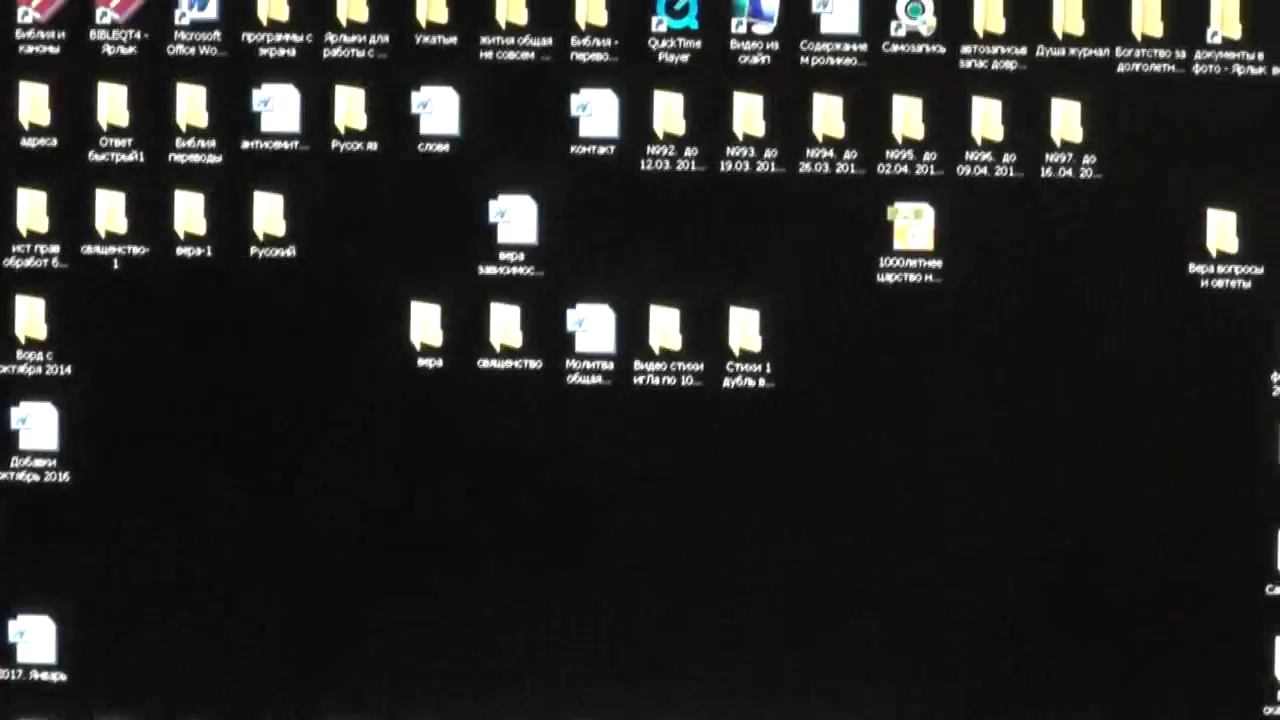 Библия и
каноны
BIBLEQT4 -
Ярлык
Microsoft
Office Wo...
программы с
экрана
Ярлыки для
работы с ...
Ужатые
жития общая
не совсем ...
Библия -
перево...
QuickTime
Player
Видео из
скайп
Содержание
м роликво...
Самозапись
автозаписыв
запас довр...
Душа журнал
Богатство за
долголетн...
документы в
фото - Ярлык
адреса
Ответ
быстрый1
Библия
переводы
антисемит...
Русок яз
слове
контакт
N992. до
12.03. 201...
N993. до
19.03. 201...
N994. до
26.03. 201...
N995. до
02.04. 201...
N996. до
09.04. 201...
N997. до
16. 04. 20...
ист прав
обработ б...
священство-
1
вера-1
Русский
вера
зависимос...
1000летнее
царство н...
Вера вопросы
и овтеты
Ворд с
октября 2014
вера
священство
Молитва
общая...
Видео стихи
игЛа по 10...
Стихи 1
дубль в...
Добавки
октябрь 2016
2017. Январь